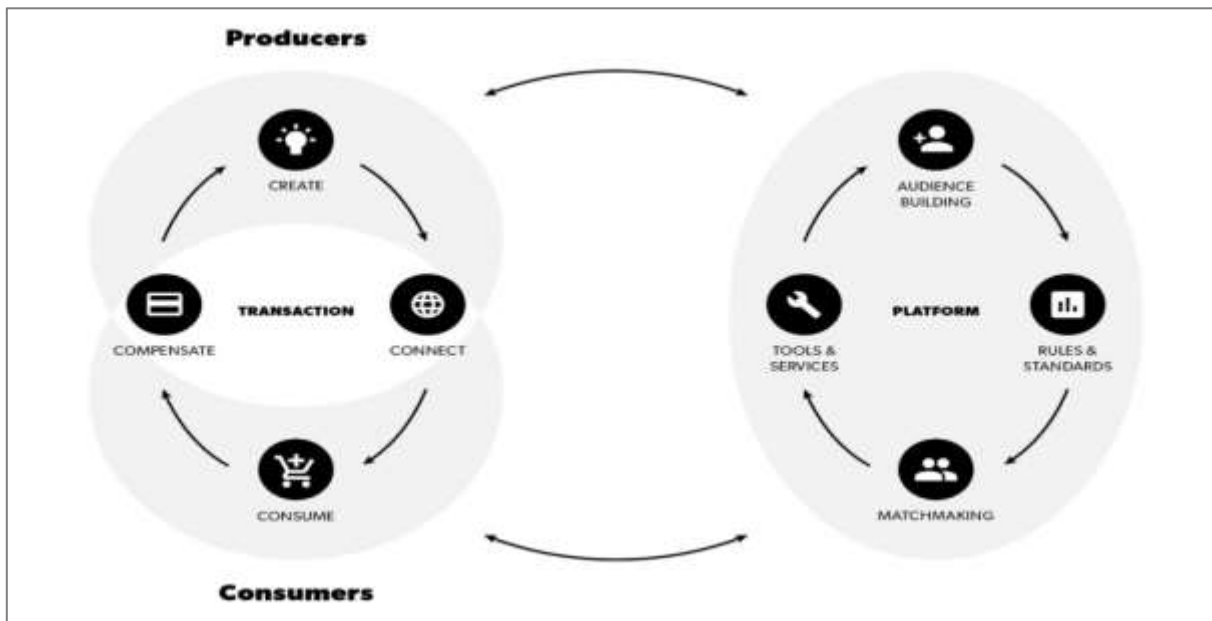 Producers
CREATE
COMPENSATE
TRANSACTION
CONNECT
CONSUME
Consumers
AUDIENCE
BUILDING
TOOLS &
SERVICES
PLATFORM
RULES &
STANDARDS
MATCHMAKING